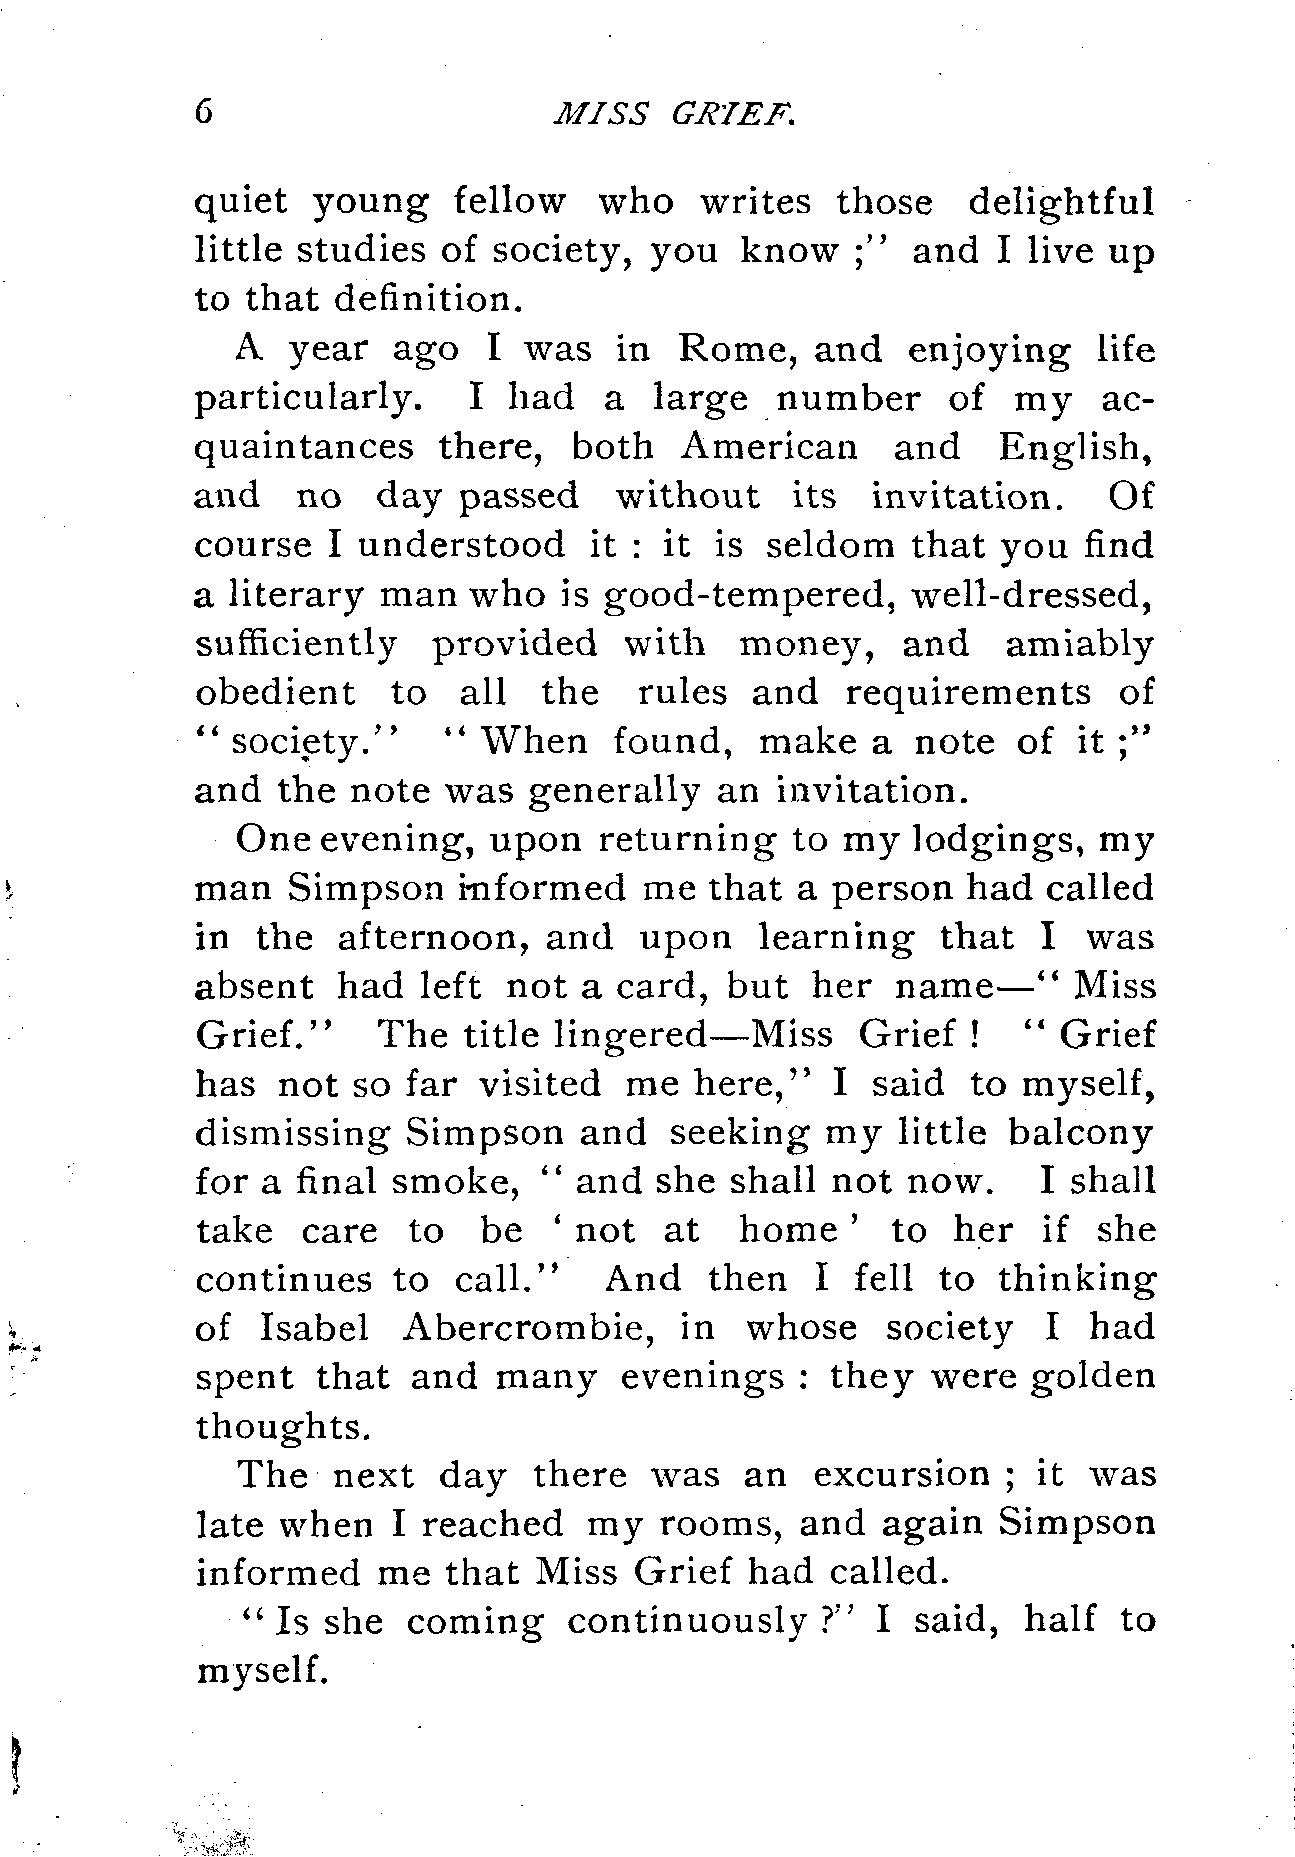 6 MISS GRIEF.
quiet young fellow who writes those delightful
little studies of society, you know ;" and I live up
to that definition.
A year ago I was in Rome, and enjoying life
particularly. I had a large number of my ac-
quaintances there, both American and English,
and no day passed without its invitation. Of
course I understood it : it is seldom that you find
a literary man who is good-tempered, well-dressed,
sufficiently provided with money, and amiably
obedient to all the rules and requirements of
" society." " When found, make a note of it ;"
and the note was generally an invitation.
One evening, upon returning to my lodgings, my
man Simpson informed me that a person had called
in the afternoon, and upon learning that I was
absent had left not a card, but her name—" Miss
Grief." The title lingered—Miss Grief ! " Grief
has not so far visited me here," I said to myself,
dismissing Simpson and seeking my little balcony
for a final smoke, " and she shall not now. I shall
take care to be ' not at home ' to her if she
continues to call." And then I fell to thinking
of Isabel Abercrombie, in whose society I had
spent that and many evenings : they were golden
thoughts.
The next day there was an excursion ; it was
late when I reached my rooms, and again Simpson
informed me that Miss Grief had called.
" Is she coming continuously ?" I said, half to
myself.